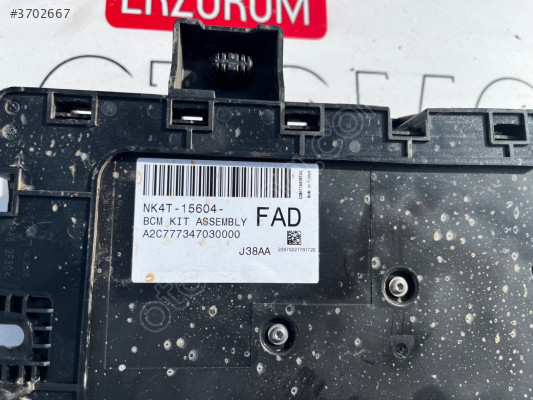 #3702667
ERZURUM
NK4T-15604-
BCM KIT ASSEMBLY
FAD
A2C777347030000
J38AA